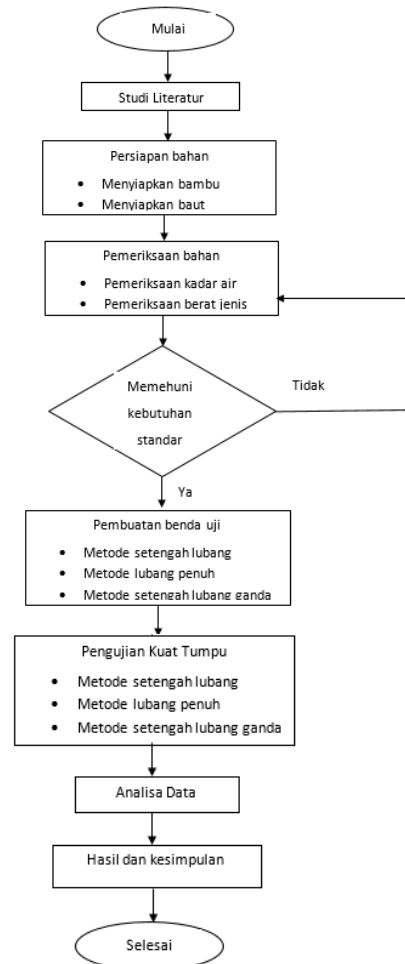 Mulai
Studi Literatur
Persiapan bahan
• Menyiapkan bambu
• Menyiapkan baut
Pemeriksaan bahan
• Pemeriksaan kadar air
• Pemeriksaan berat jenis
Memehuni
kebutuhan
standar
Tidak
Ya
Pembuatan benda uji
• Metode setengah lubang
• Metode lubang penuh
• Metode setengah lubang ganda
Pengujian Kuat Tumpu
• Metode setengah lubang
• Metode lubang penuh
• Metode setengah lubang ganda
Analisa Data
Hasil dan kesimpulan
Selesai